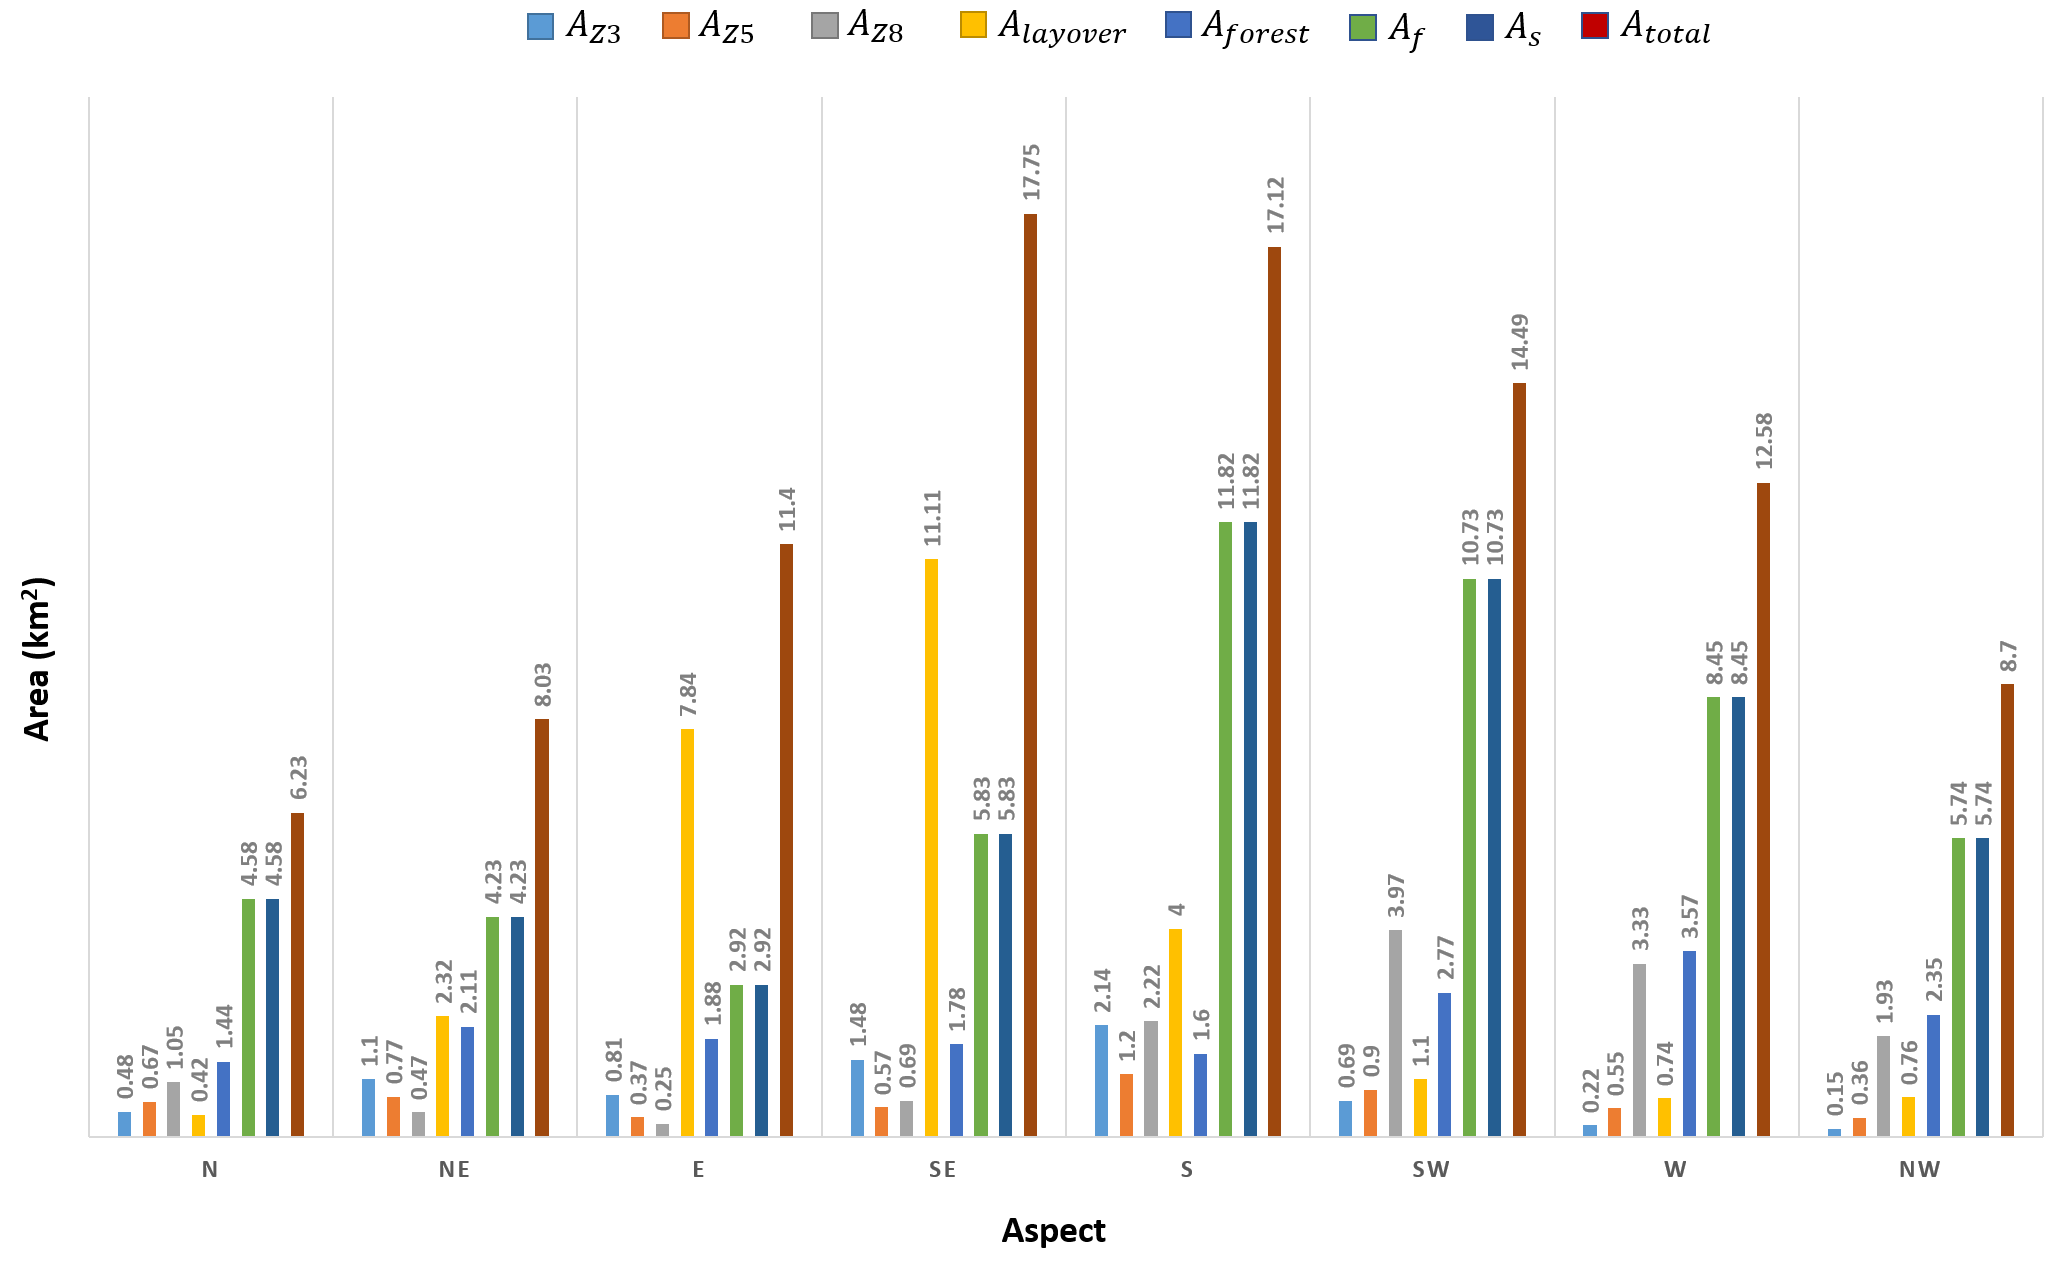 A_Z3 A_Z5 A_Z8 A_layover A_forest A_f A_s A_total
Area (km²)
0.48 0.67 1.05 0.42 1.44 4.58 4.58 6.23
1.1 0.77 0.47 2.32 2.11 4.23 4.23 8.03
0.81 0.37 0.25 7.84 1.88 2.92 2.92 11.4
1.48 0.57 0.69 11.11 1.78 5.83 5.83 17.75
2.14 1.2 2.22 4 1.6 11.82 11.82 17.12
0.69 0.9 3.97 1.1 2.77 10.73 10.73 14.49
0.22 0.55 3.33 0.74 3.57 8.45 8.45 12.58
0.15 0.36 1.93 0.76 2.35 5.74 5.74 8.7
N NE E SE S SW W NW
Aspect